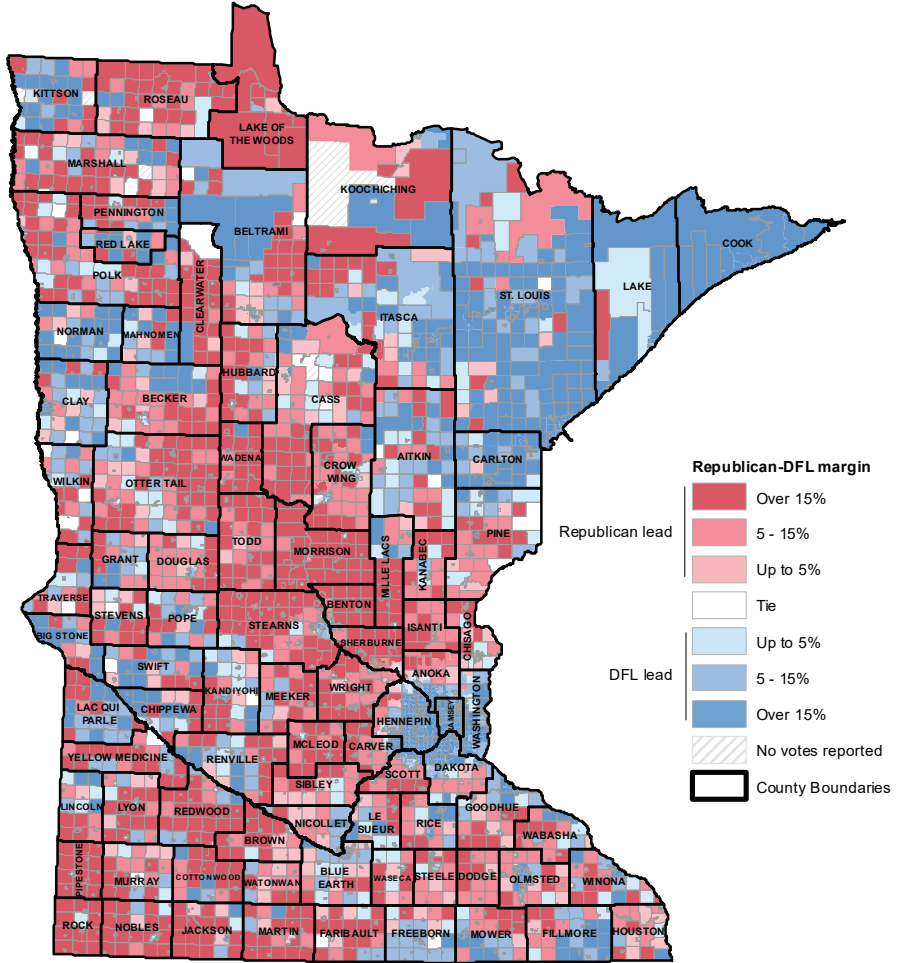 KITTSON
ROSEAU
LAKE OF
THE WOODS
MARSHALL
KOOCHICHING
PENNINGTON
RED LAKE
BELTRAMI
COOK
POLK
CLEARWATER
ST. LOUIS
LAKE
ITASCA
NORMAN
MAHNOMEN
HUBBARD
CASS
CLAY
BECKER
WADENA
CROW
WING
AITKIN
CARLTON
WILKIN
OTTER TAIL
PINE
TODD
MORRISON
MILLE LACS
KANABEC
GRANT
DOUGLAS
TRAVERSE
STEVENS
POPE
BENTON
STEARNS
ISANTI
CHISAGO
BIG STONE
SHERBURNE
SWIFT
ANOKA
KANDIYOHI
MEEKER
WRIGHT
WASHINGTON
LAC QUI
PARLE
CHIPPEWA
HENNEPIN
RAMSEY
MCLEOD
CARVER
YELLOW MEDICINE
RENVILLE
DAKOTA
SCOTT
SIBLEY
LINCOLN
LYON
REDWOOD
NICOLLET
LE
SUEUR
RICE
GOODHUE
WABASHA
BROWN
PIPESTONE
MURRAY
COTTONWOOD
WATONWAN
BLUE
EARTH
WASECA
STEELE
DODGE
OLMSTED
WINONA
ROCK
NOBLES
JACKSON
MARTIN
FARIBAULT
FREEBORN
MOWER
FILLMORE
HOUSTON
Republican-DFL margin
Republican lead
Over 15%
5 - 15%
Up to 5%
Tie
DFL lead
Up to 5%
5 - 15%
Over 15%
No votes reported
County Boundaries